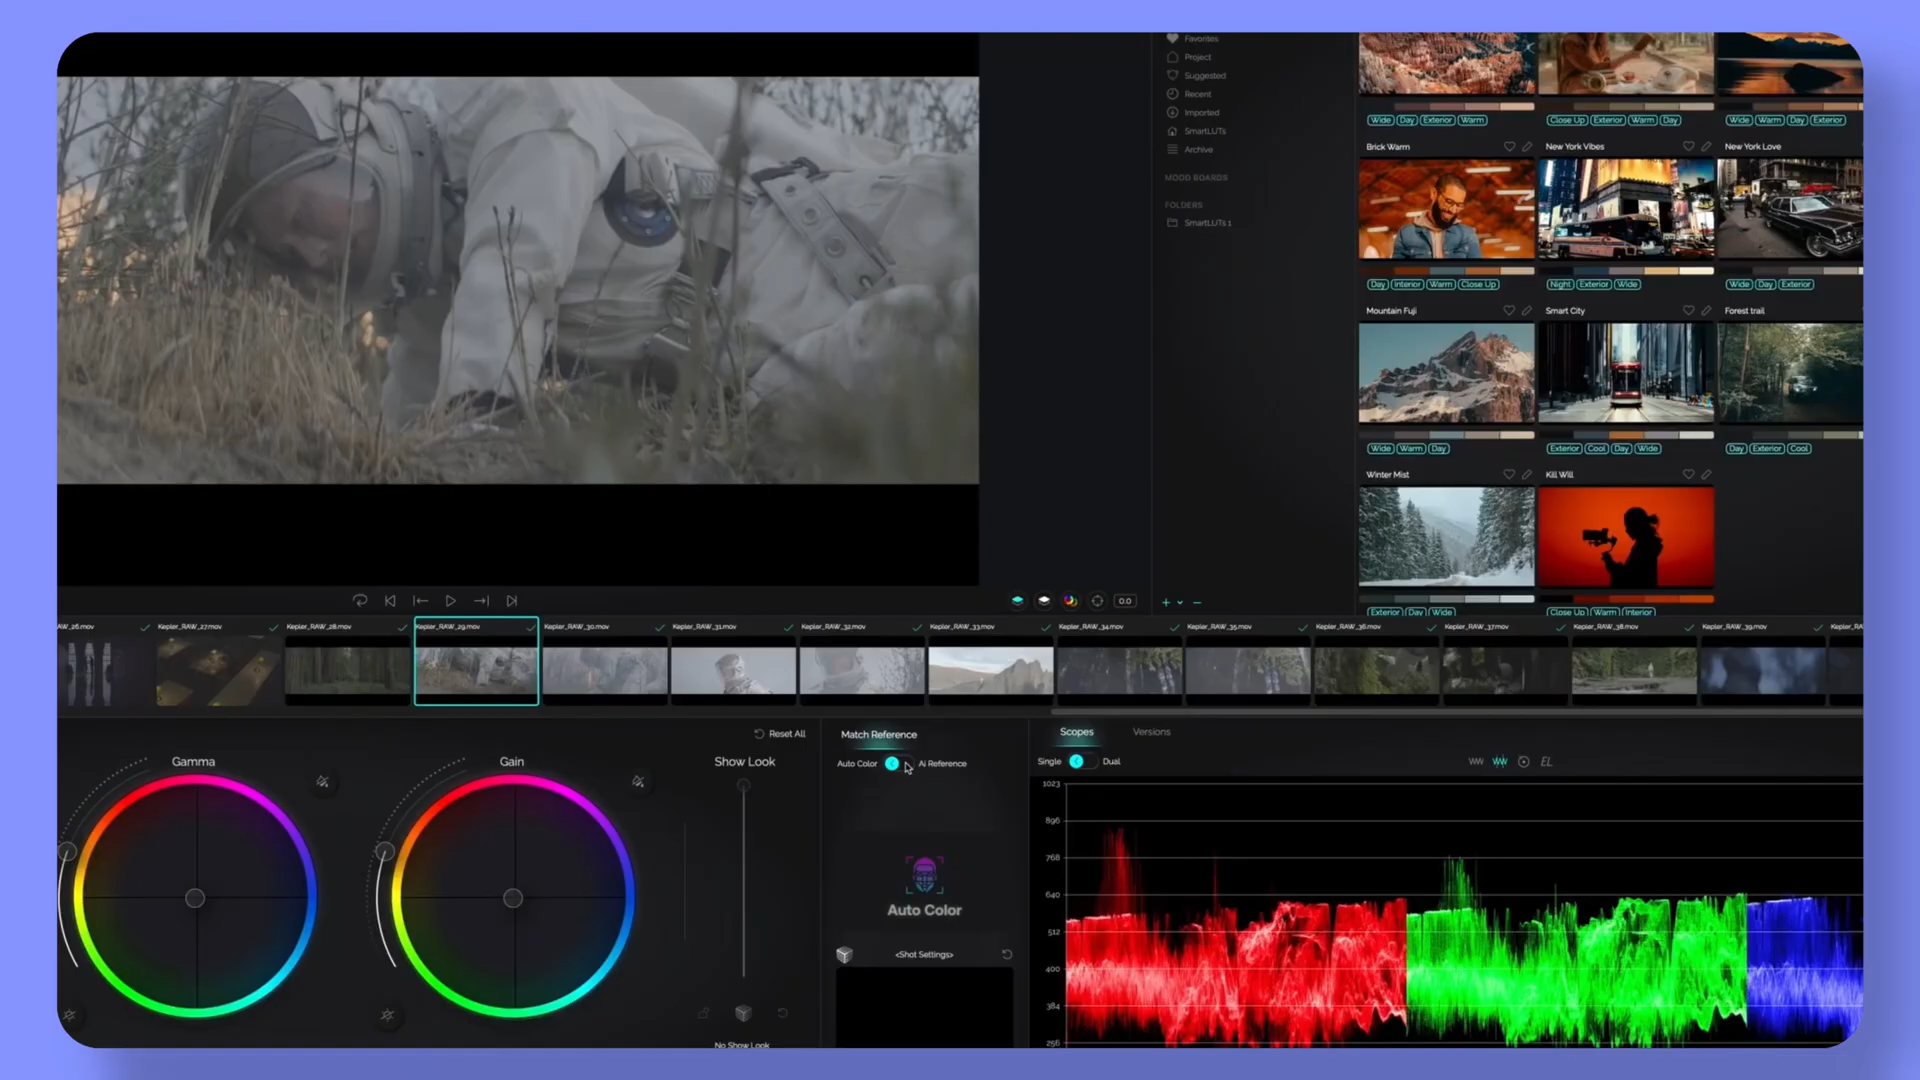 Favorites
Project
Suggested
Recent
Imported
SmartLUTs
Archive
MOOD BOARDS
FOLDERS
SmartLUTs 1
Wide Day Exterior Warm
Close Up Exterior Warm Day
Wide Warm Day Exterior
Brick Warm
New York Vibes
New York Love
Day Interior Warm Close Up
Night Exterior Wide
Wide Day Exterior
Mountain Fuji
Smart City
Forest trail
Wide Warm Day
Exterior Cool Day Wide
Day Exterior Cool
Winter Mist
Kill Will
Exterior Day Wide
Close Up Warm Interior
0.0
AW_26.mov
Kepler_RAW_27.mov
Kepler_RAW_28.mov
Kepler_RAW_29.mov
Kepler_RAW_30.mov
Kepler_RAW_31.mov
Kepler_RAW_32.mov
Kepler_RAW_33.mov
Kepler_RAW_34.mov
Kepler_RAW_35.mov
Kepler_RAW_36.mov
Kepler_RAW_37.mov
Kepler_RAW_38.mov
Kepler_RAW_39.mov
Kepler_RA
Reset All
Gamma
Gain
Show Look
No Show Look
Match Reference
Auto Color
Ai Reference
Auto Color
<Shot Settings>
Scopes
Versions
Single
Dual
EL
1023
896
768
640
512
400
384
256